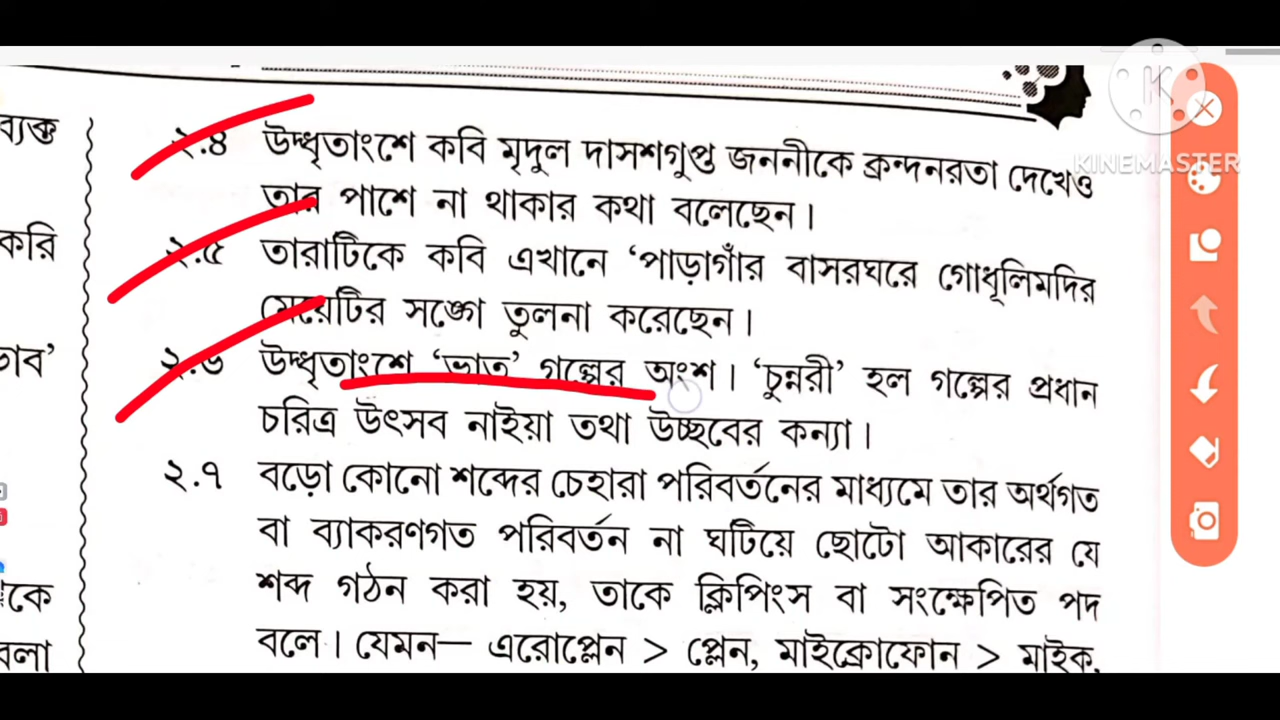 ব্যক্ত
২.৪ উদ্ধৃতাংশে কবি মৃদুল দাসশগুপ্ত জননীকে ক্রন্দনরতা দেখেও
তার পাশে না থাকার কথা বলেছেন।
করি
২.৫ তারাটিকে কবি এখানে ‘পাড়াগাঁর বাসরঘরে গোধূলিমদির
মেয়েটির সঙ্গে তুলনা করেছেন।
ভাব’
২.৬ উদ্ধৃতাংশে ‘ভাত’ গল্পের অংশ। ‘চুন্নরী’ হল গল্পের প্রধান
চরিত্র উৎসব নাইয়া তথা উচ্ছবের কন্যা।
২.৭ বড়ো কোনো শব্দের চেহারা পরিবর্তনের মাধ্যমে তার অর্থগত
বা ব্যাকরণগত পরিবর্তন না ঘটিয়ে ছোটো আকারের যে
কে
শব্দ গঠন করা হয়, তাকে ক্লিপিংস বা সংক্ষেপিত পদ
বলা
বলে। যেমন— এরোপ্লেন > প্লেন, মাইক্রোফোন > মাইক,
K
KINEMASTER